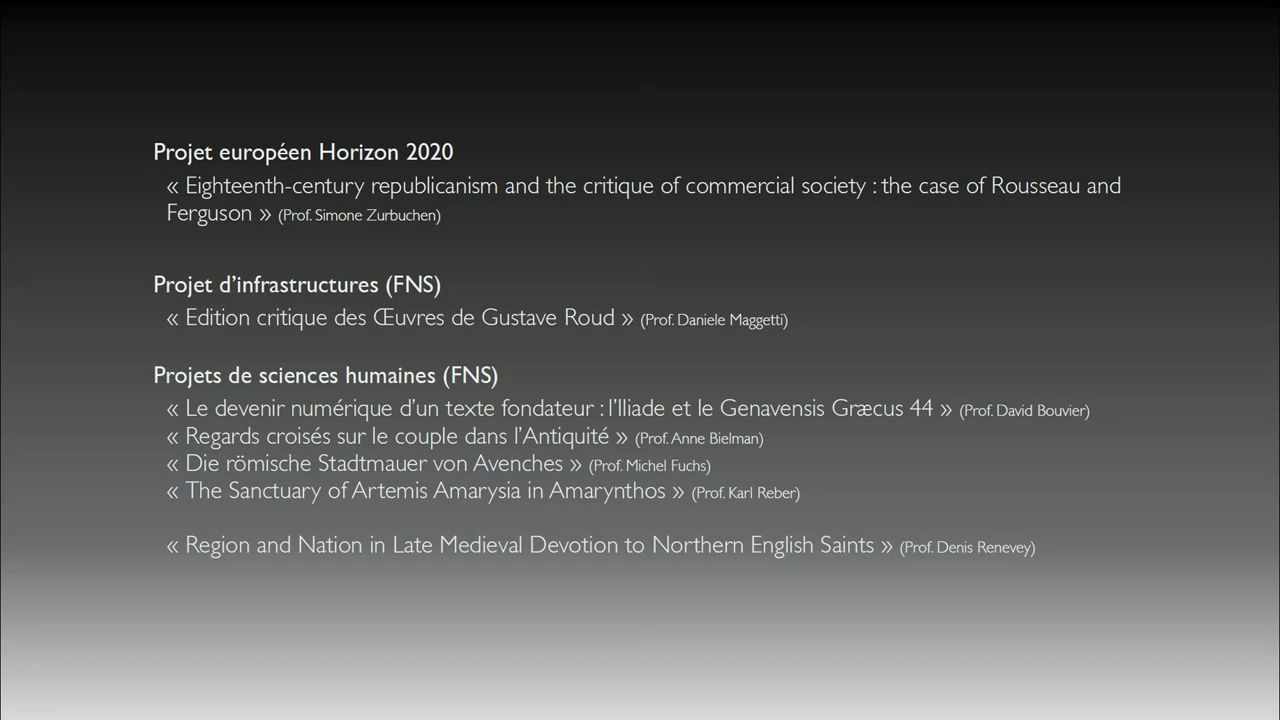 Projet européen Horizon 2020
« Eighteenth-century republicanism and the critique of commercial society : the case of Rousseau and
Ferguson » (Prof. Simone Zurbuchen)
Projet d’infrastructures (FNS)
« Edition critique des Œuvres de Gustave Roud » (Prof. Daniele Maggetti)
Projets de sciences humaines (FNS)
« Le devenir numérique d’un texte fondateur : l’Iliade et le Genavensis Græcus 44 » (Prof. David Bouvier)
« Regards croisés sur le couple dans l’Antiquité » (Prof. Anne Bielman)
« Die römische Stadtmauer von Avenches » (Prof. Michel Fuchs)
« The Sanctuary of Artemis Amarysia in Amarynthos » (Prof. Karl Reber)
« Region and Nation in Late Medieval Devotion to Northern English Saints » (Prof. Denis Renevey)